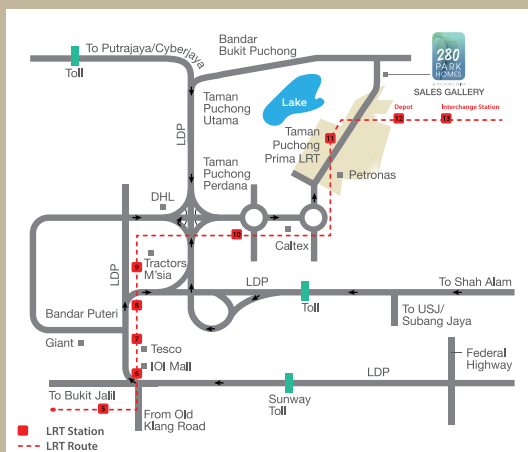 To Putrajaya/Cyberjaya
Toll
Bandar
Bukit Puchong
280
PARK
HOMES
SALES GALLERY
Taman
Puchong
Utama
Lake
LDP
Depot
Interchange Station
12
13
11
Taman
Puchong
Prima LRT
Taman
Puchong
Perdana
Petronas
DHL
10
Caltex
LDP
9
Tractors
M'sia
LDP
To Shah Alam
8
Bandar Puteri
Toll
To USJ/
Subang Jaya
Giant
7
Tesco
IOI Mall
6
Federal
Highway
LDP
To Bukit Jalil
5
Sunway
Toll
From Old
Klang Road
LRT Station
LRT Route